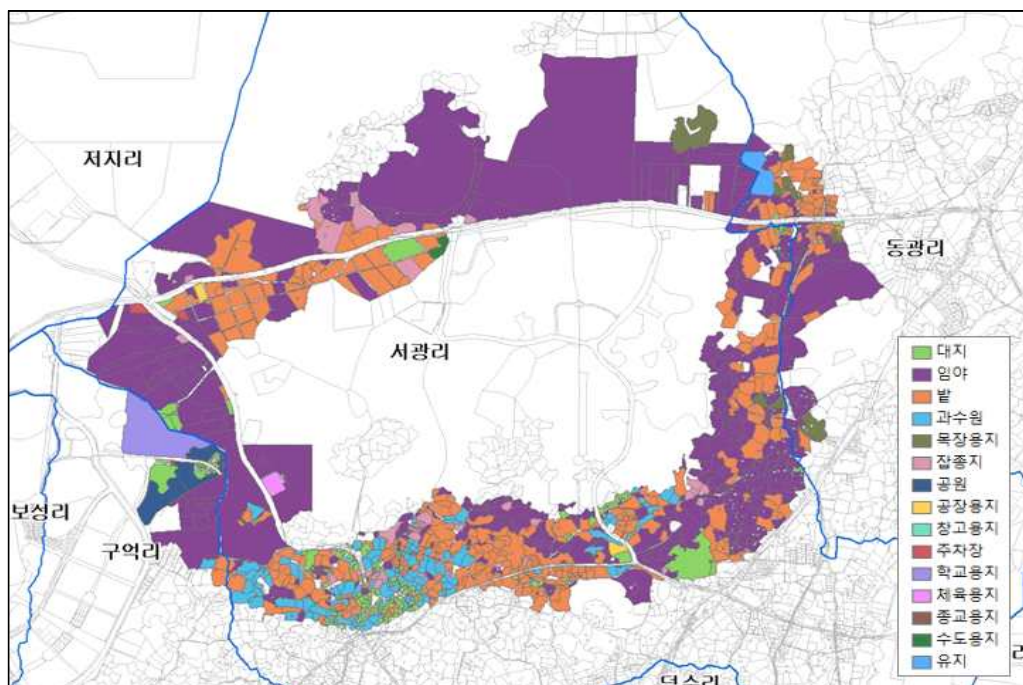 저지리
동광리
서광리
보성리
구억리
덕수리
리
대지
임야
밭
과수원
목장용지
잡종지
공원
공장용지
창고용지
주차장
학교용지
체육용지
종교용지
수도용지
유지